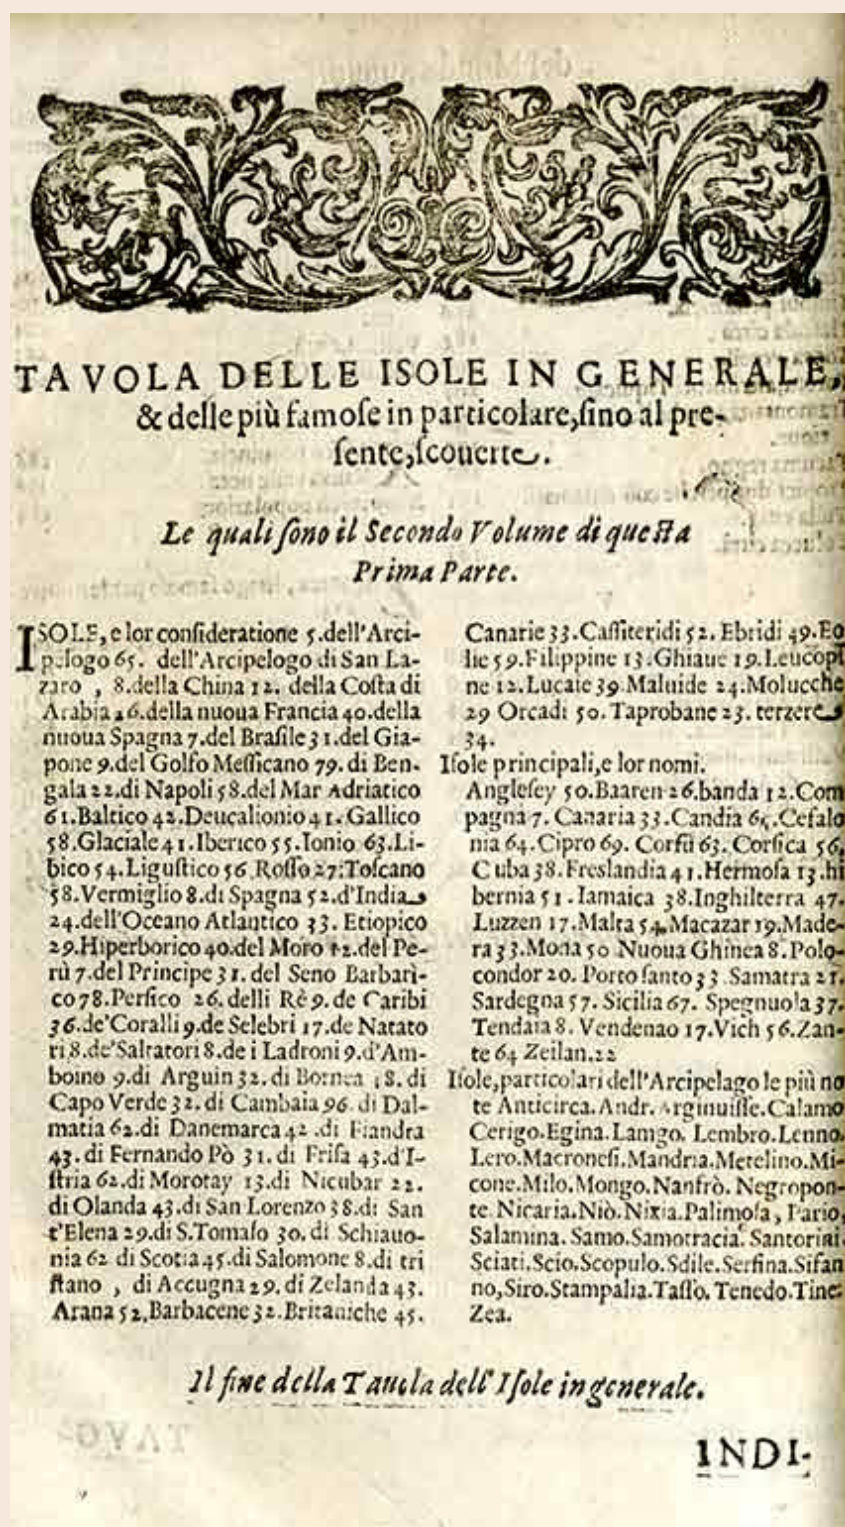 TAVOLA DELLE ISOLE IN GENERALE,
& delle più famoſe in particolare, ſino al pre-
ſente, ſcouerte.
Le quali ſono il Secondo Volume di queſta
Prima Parte.
ISOLE, e lor conſideratione 5. dell'Arci-
pelogo 65. dell'Arcipelogo di San La-
zaro , 8. della China 12. della Coſta di
Arabia 26. della nuoua Francia 40. della
nuoua Spagna 7. del Braſile 31. del Gia-
pone 9. del Golfo Meſſicano 79. di Ben-
gala 22. di Napoli 58. del Mar Adriatico
61. Baltico 42. Deucalionio 41. Gallico
58. Glaciale 41. Iberico 55. Ionio 63. Li-
bico 54. Liguſtico 56 Roſſo 27: Toſcano
58. Vermiglio 8. di Spagna 52. d'India
24. dell'Oceano Atlantico 33. Etiopico
29. Hiperborico 40. del Moro 12. del Pe-
rù 7. del Principe 31. del Seno Barbari-
co 78. Perſico 26. delli Rè 9. de Caribi
36. de'Coralli 9. de Selebri 17. de Natato
ri 8. de'Saltatori 8. de i Ladroni 9. d'Am-
boino 9. di Arguin 32. di Bornea 18. di
Capo Verde 32. di Cambaia 96. di Dal-
matia 62. di Danemarca 42 . di Fiandra
43. di Fernando Pò 31. di Friſa 43. d'I-
ſtria 62. di Morotay 13. di Nicubar 22.
di Olanda 43. di San Lorenzo 38. di San
t'Elena 29. di S. Tomaſo 30. di Schiauo-
nia 62 di Scotia 45. di Salomone 8. di tri
ſtano , di Accugna 29. di Zelanda 43.
Arana 52. Barbacene 32. Britaniche 45.
Canarie 33. Caſſiteridi 52. Ebridi 49. Eo
lie 59. Filippine 13. Ghiaue 19. Leucopi
ne 12. Lucaie 39 Maluide 24. Molucche
29 Orcadi 50. Taprobane 23. terzere
34.
Iſole principali, e lor nomi.
Angleſey 50. Baaren 26. banda 12. Com
pagna 7. Canaria 33. Candia 65. Cefalo
nia 64. Cipro 69. Corfù 63. Corſica 56.
Cuba 38. Freslandia 41. Hermoſa 13. hi
bernia 51. Iamaica 38. Inghilterra 47.
Luzzen 17. Malta 54. Macazar 19. Made-
ra 33. Mona 50 Nuoua Ghinea 8. Polo-
condor 20. Porto ſanto 33 Samatra 21.
Sardegna 57. Sicilia 67. Spegnuola 37.
Tendaia 8. Vendenao 17. Vich 56. Zan-
te 64 Zeilan. 22
Iſole, particolari dell'Arcipelago le più no
te Anticirca. Andr. Arginuiſſe. Calamo
Cerigo. Egina. Lamgo. Lembro. Lenno.
Lero. Macroneſi. Mandria. Metelino. Mi-
cone. Milo. Mongo. Nanfrò. Negropon-
te Nicaria. Niò. Nixia. Palimoſa, Pario,
Salamina. Samo. Samotracia. Santorini.
Sciati. Scio. Scopulo. Sdile. Serfina. Sifan
no, Siro. Stampalia. Taſſo. Tenedo. Tine.
Zea.
Il fine della Tauola dell'Iſole in generale.
INDI-